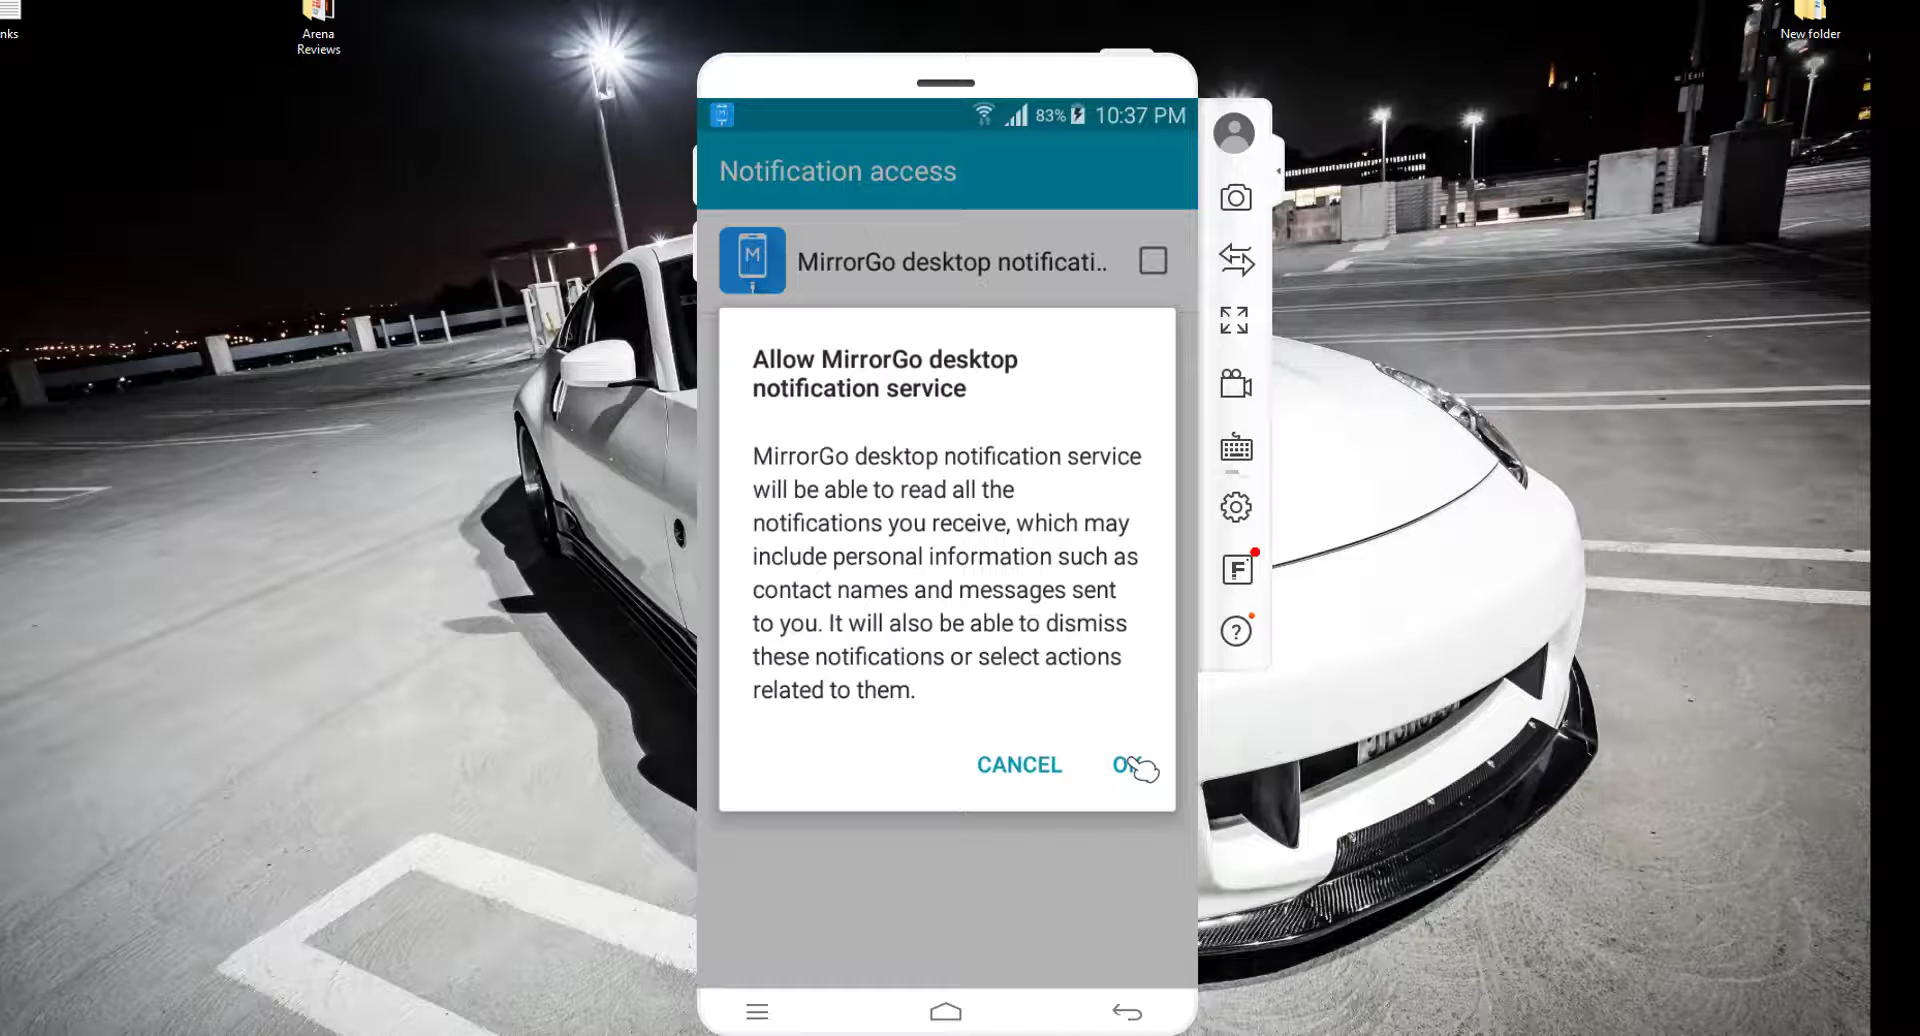 nks
Arena
Reviews
New folder
83%
10:37 PM
Notification access
M
MirrorGo desktop notificati..
Allow MirrorGo desktop
notification service
MirrorGo desktop notification service
will be able to read all the
notifications you receive, which may
include personal information such as
contact names and messages sent
to you. It will also be able to dismiss
these notifications or select actions
related to them.
CANCEL
OK
F
?
Exit